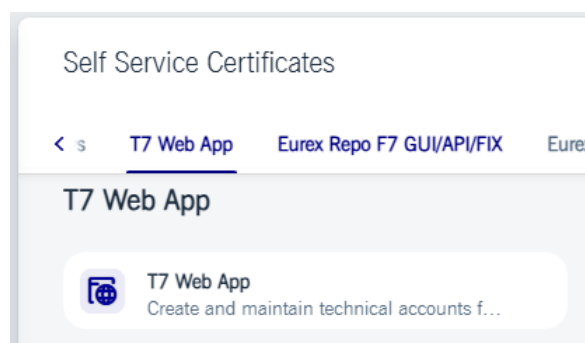 Self Service Certificates
< s T7 Web App Eurex Repo F7 GUI/API/FIX Eure
T7 Web App
T7 Web App
Create and maintain technical accounts f...